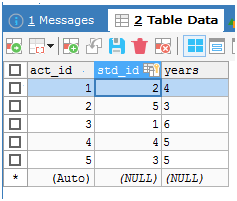 1 Messages 2 Table Data
act_id std_id years
1 2 4
2 5 3
3 1 6
4 4 5
5 3 5
* (Auto) (NULL) (NULL)